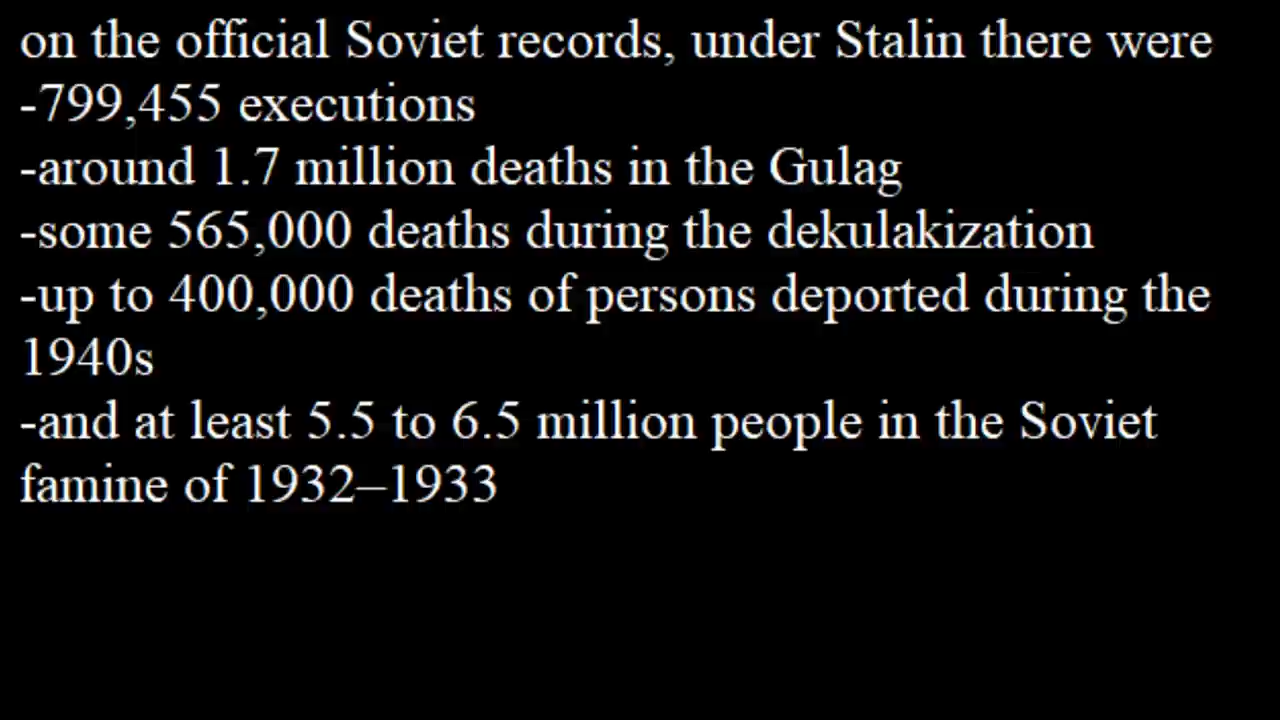 on the official Soviet records, under Stalin there were
-799,455 executions
-around 1.7 million deaths in the Gulag
-some 565,000 deaths during the dekulakization
-up to 400,000 deaths of persons deported during the
1940s
-and at least 5.5 to 6.5 million people in the Soviet
famine of 1932–1933